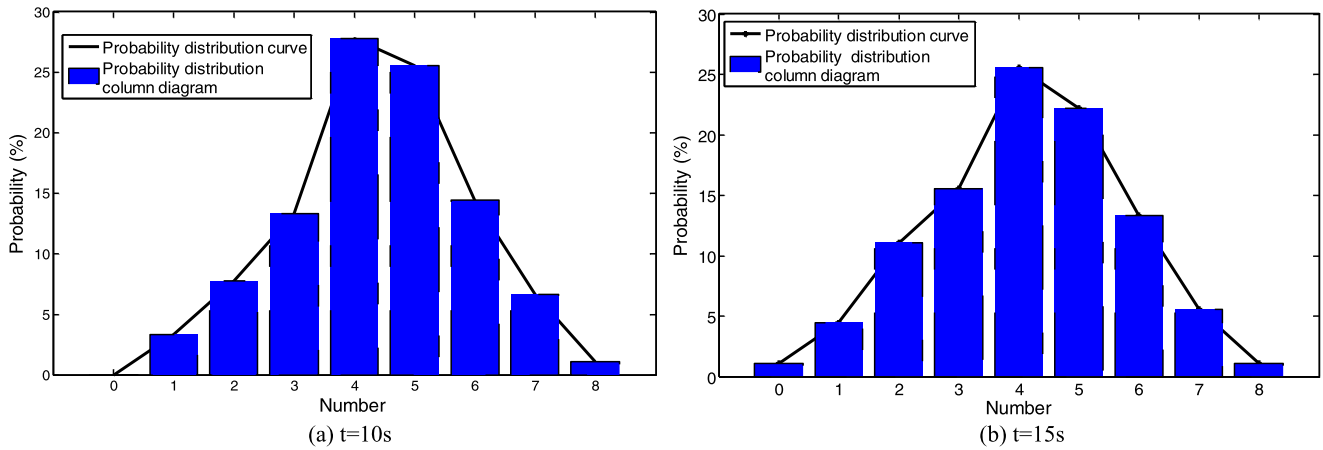 30
25
20
15
10
5
0
Probability (%)
Probability distribution curve
Probability distribution
column diagram
0 1 2 3 4 5 6 7 8
Number
(a) t=10s
30
25
20
15
10
5
0
Probability (%)
Probability distribution curve
Probability distribution
column diagram
0 1 2 3 4 5 6 7 8
Number
(b) t=15s